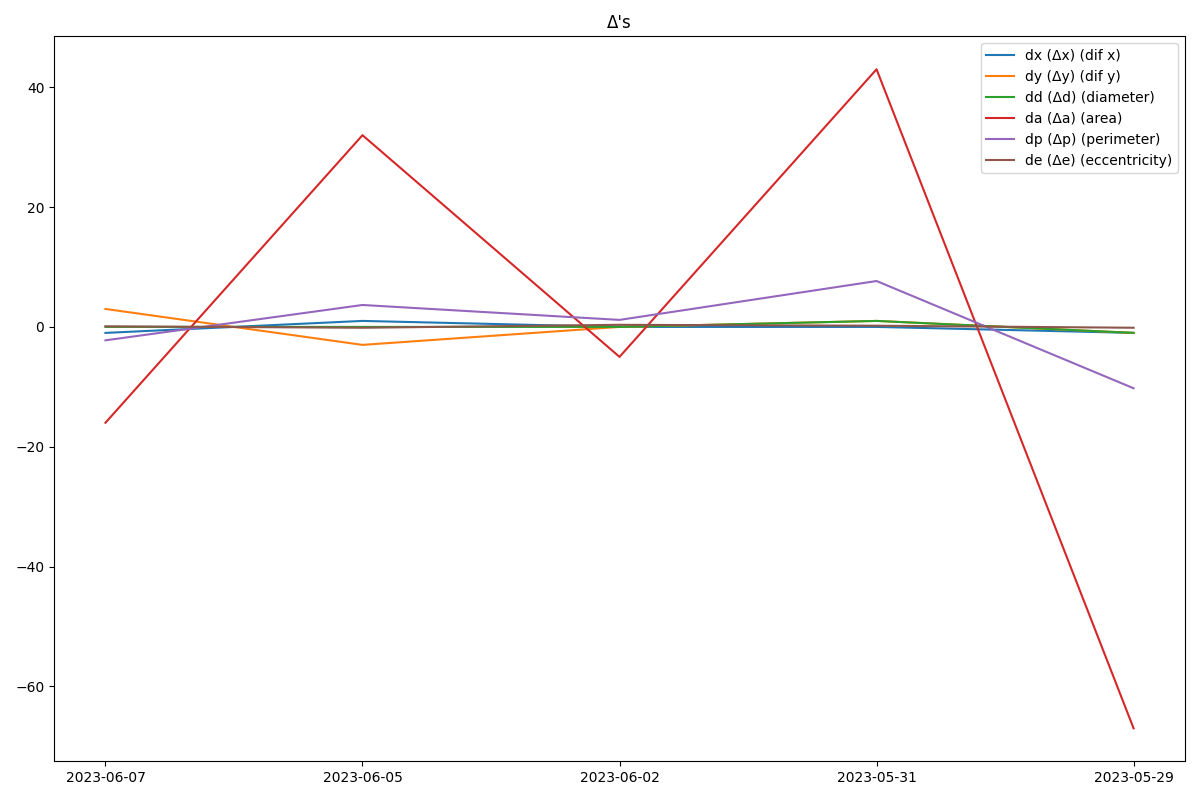 Δ's
dx (Δx) (dif x)
dy (Δy) (dif y)
dd (Δd) (diameter)
da (Δa) (area)
dp (Δp) (perimeter)
de (Δe) (eccentricity)
40
20
0
−20
−40
−60
2023-06-07 2023-06-05 2023-06-02 2023-05-31 2023-05-29